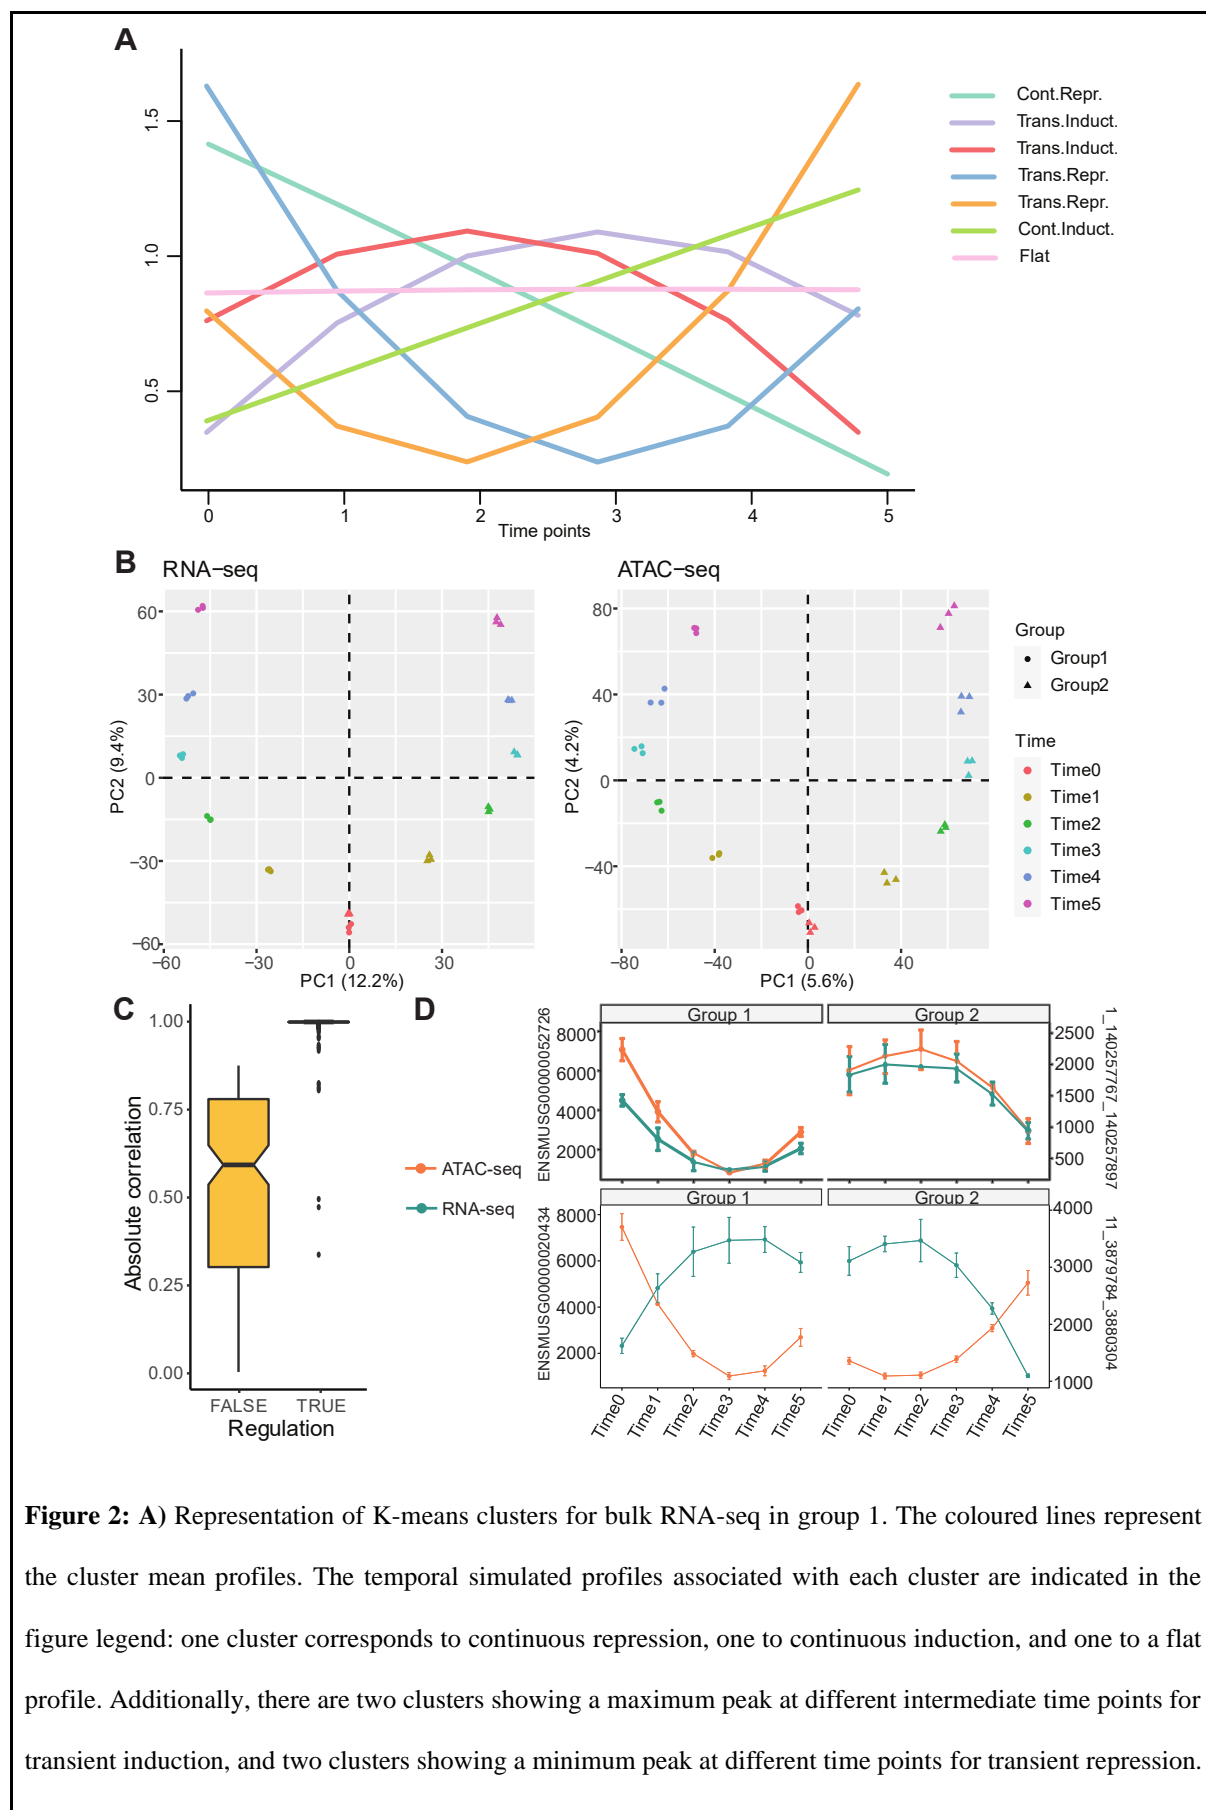 A
1.5
1.0
0.5
0 1 2 3 4 5
Time points
Cont.Repr.
Trans.Induct.
Trans.Induct.
Trans.Repr.
Trans.Repr.
Cont.Induct.
Flat
B
RNA−seq
60
30
0
−30
−60
PC2 (9.4%)
−60 −30 0 30
PC1 (12.2%)
ATAC−seq
80
40
0
−40
PC2 (4.2%)
−80 −40 0 40
PC1 (5.6%)
Group
Group1
Group2
Time
Time0
Time1
Time2
Time3
Time4
Time5
C
1.00
0.75
0.50
0.25
0.00
Absolute correlation
FALSE TRUE
Regulation
D
ATAC−seq
RNA−seq
Group 1 Group 2
ENSMUSG00000052726
8000
6000
4000
2000
2500
2000
1500
1000
500
1_140257767_140257897
Group 1 Group 2
ENSMUSG00000020434
8000
6000
4000
2000
4000
3000
2000
1000
11_3879784_3880304
Time0 Time1 Time2 Time3 Time4 Time5 Time0 Time1 Time2 Time3 Time4 Time5
Figure 2: A) Representation of K-means clusters for bulk RNA-seq in group 1. The coloured lines represent
the cluster mean profiles. The temporal simulated profiles associated with each cluster are indicated in the
figure legend: one cluster corresponds to continuous repression, one to continuous induction, and one to a flat
profile. Additionally, there are two clusters showing a maximum peak at different intermediate time points for
transient induction, and two clusters showing a minimum peak at different time points for transient repression.